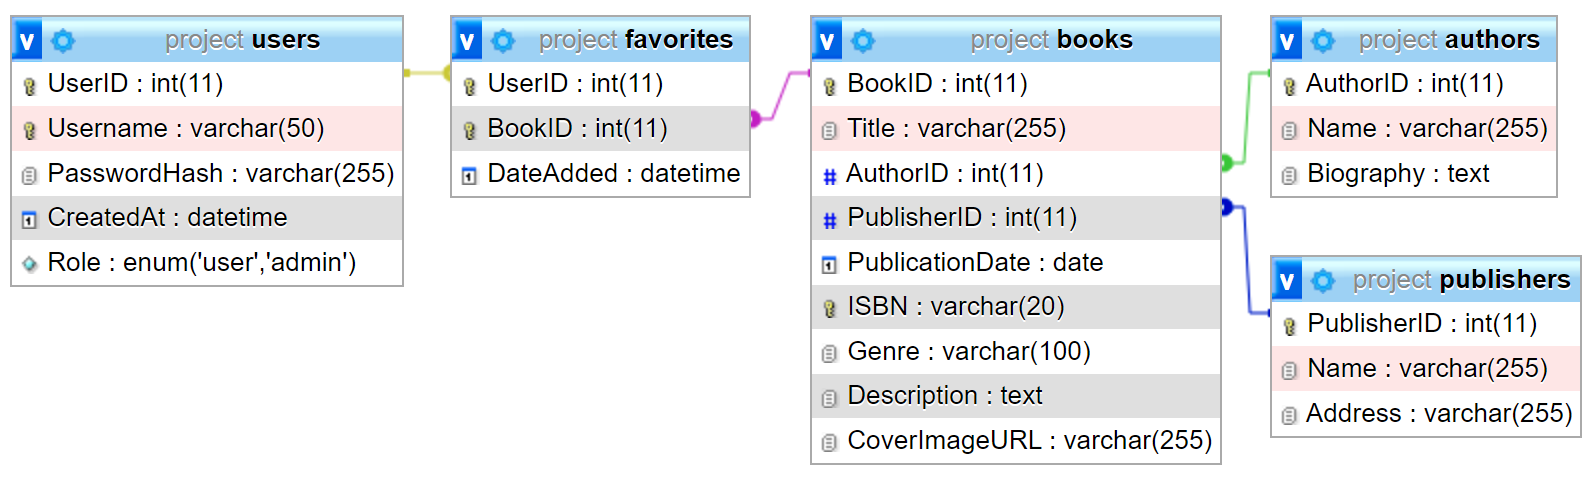 v project users
UserID : int(11)
Username : varchar(50)
PasswordHash : varchar(255)
CreatedAt : datetime
Role : enum('user','admin')
v project favorites
UserID : int(11)
BookID : int(11)
DateAdded : datetime
v project books
BookID : int(11)
Title : varchar(255)
AuthorID : int(11)
PublisherID : int(11)
PublicationDate : date
ISBN : varchar(20)
Genre : varchar(100)
Description : text
CoverImageURL : varchar(255)
v project authors
AuthorID : int(11)
Name : varchar(255)
Biography : text
v project publishers
PublisherID : int(11)
Name : varchar(255)
Address : varchar(255)